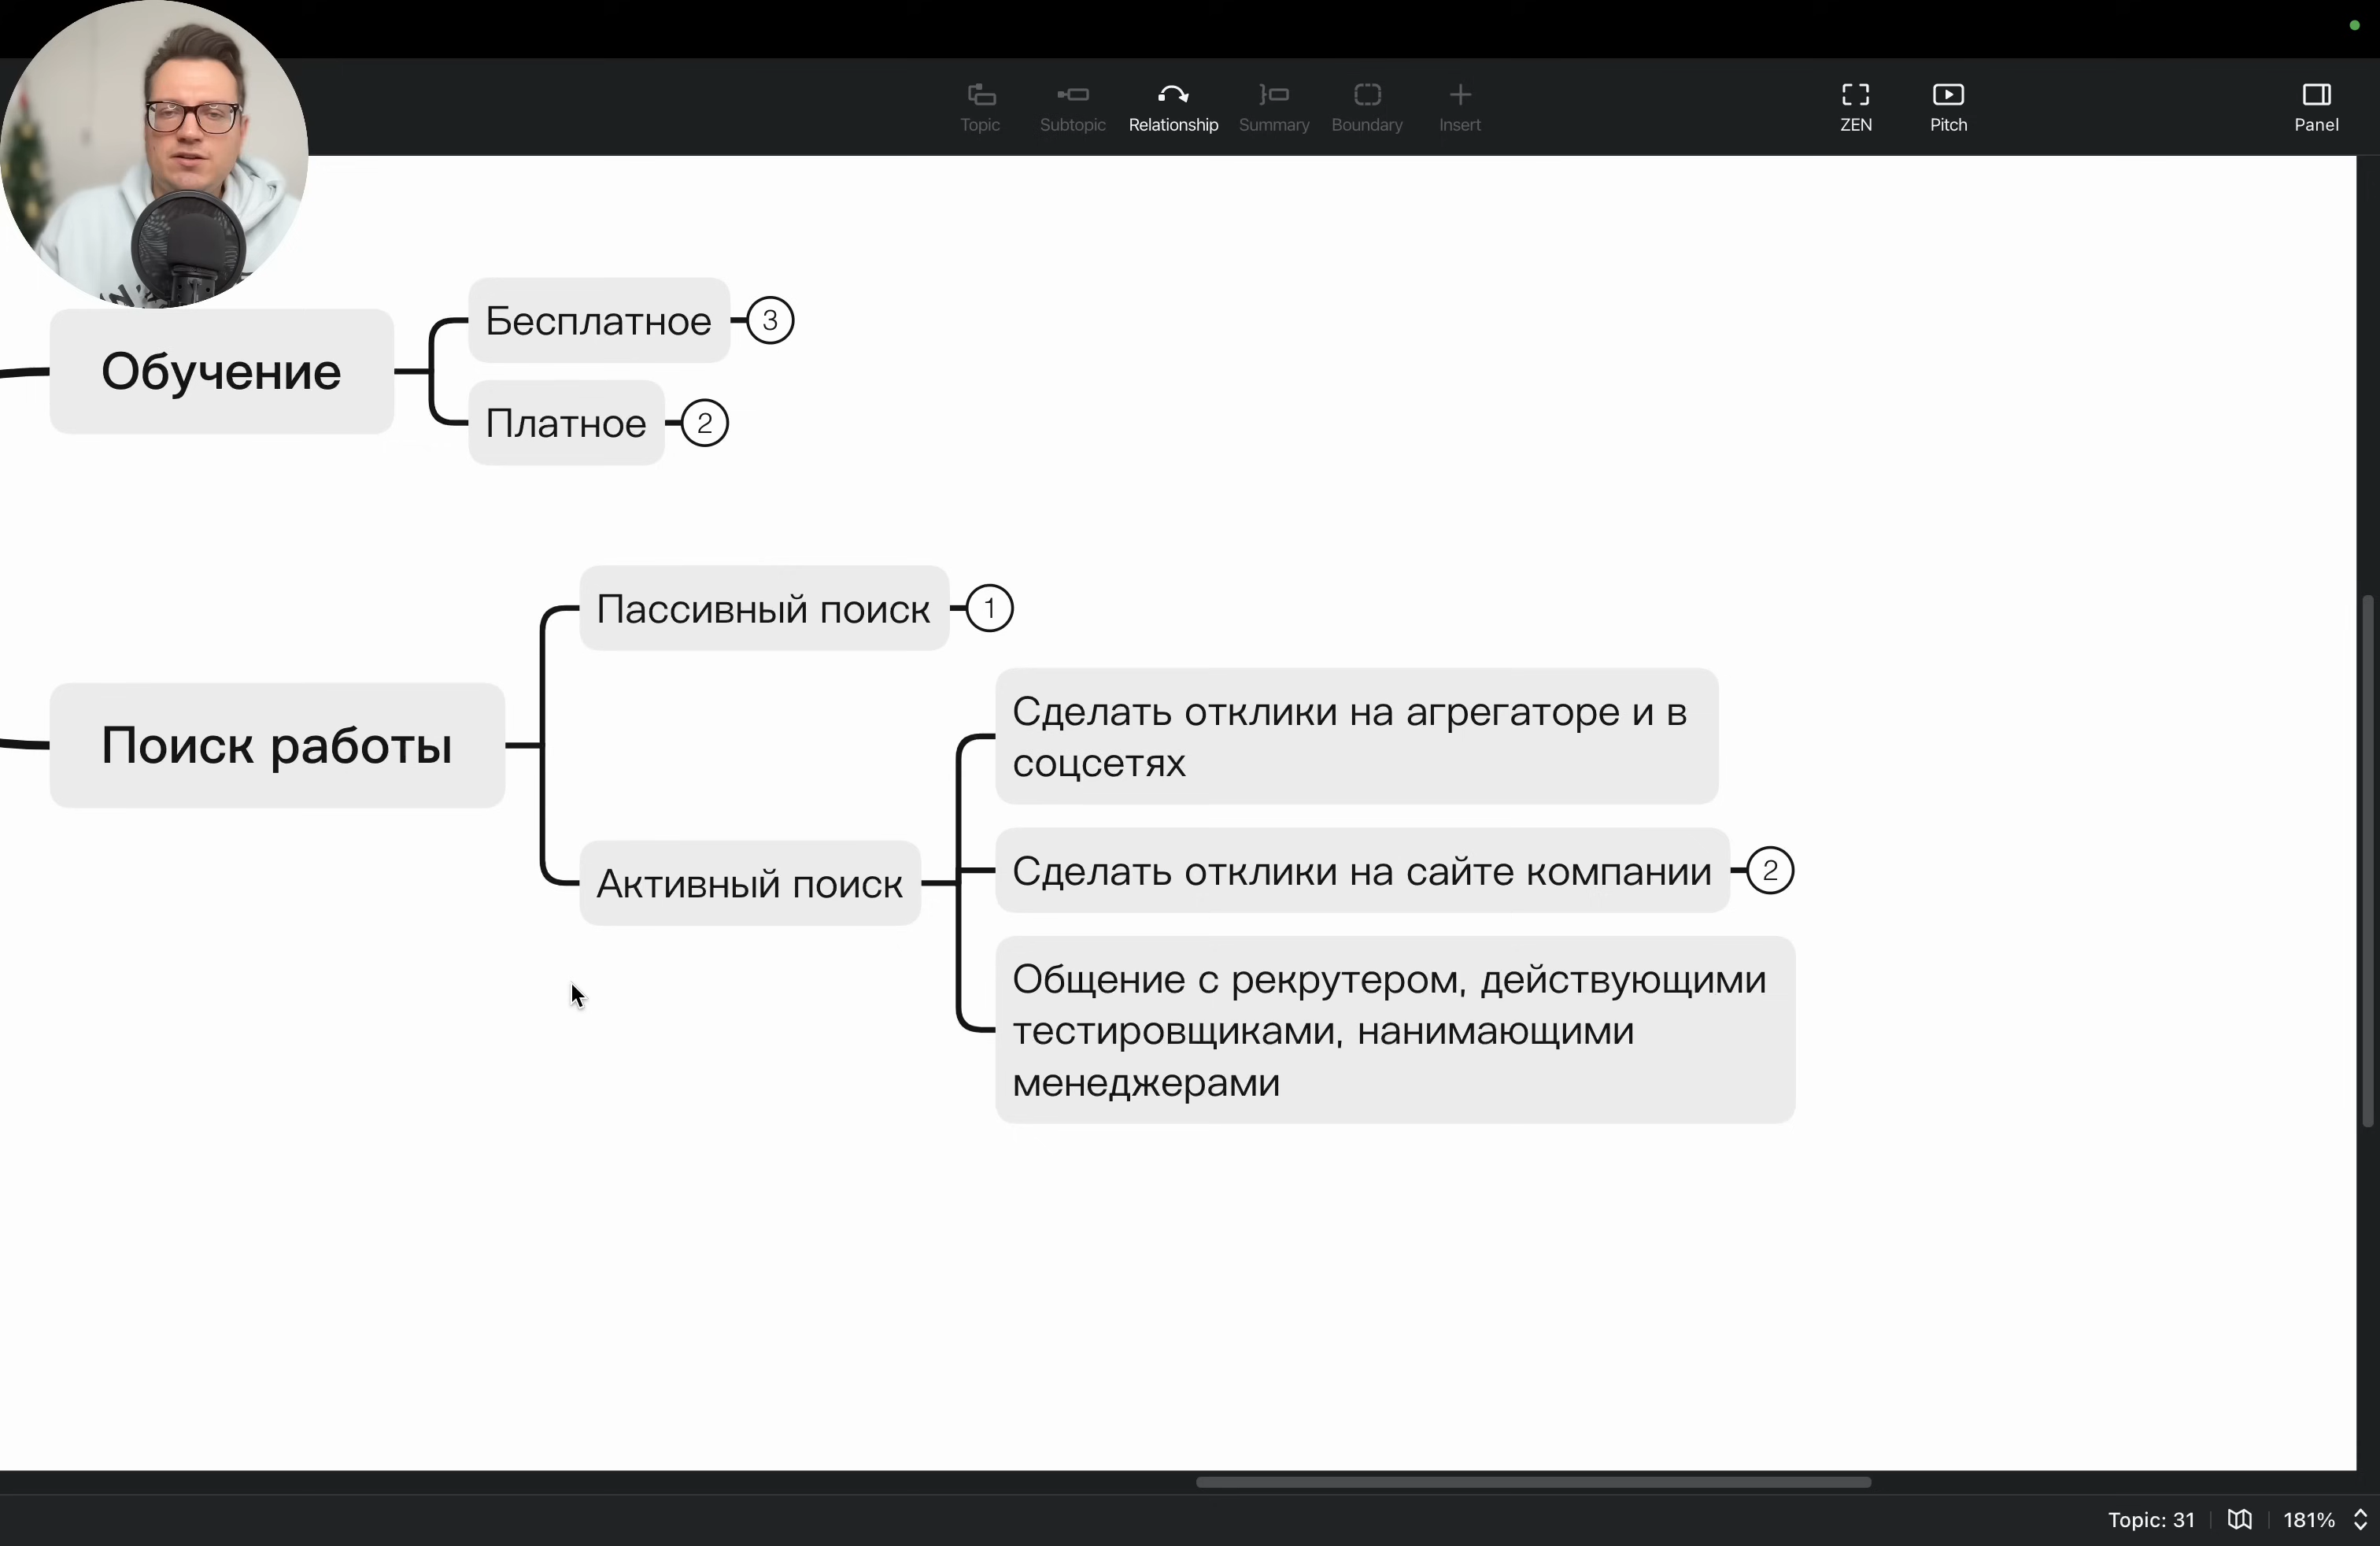 Topic
Subtopic
Relationship
Summary
Boundary
Insert
ZEN
Pitch
Panel
Обучение
Бесплатное
3
Платное
2
Поиск работы
Пассивный поиск
1
Активный поиск
Сделать отклики на агрегаторе и в
соцсетях
Сделать отклики на сайте компании
2
Общение с рекрутером, действующими
тестировщиками, нанимающими
менеджерами
Topic: 31
181%